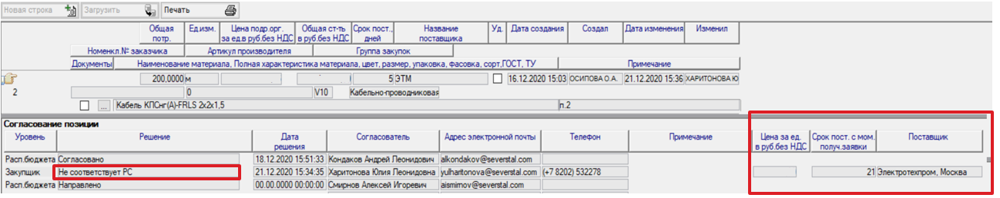 Новая строка Загрузить Печать
Общая потр. Ед.изм. Цена подр.орг. за ед.в руб.без НДС Общая ст-ть в руб.без НДС Срок пост., дней Название поставщика Уд. Дата создания Создал Дата изменения Изменил
Номенкл.№ заказчика Артикул производителя Группа закупок
Документы Наименование материала, Полная характеристика материала, цвет, размер, упаковка, фасовка, сорт,ГОСТ, ТУ Примечание
200,0000 м 5 ЭТМ 16.12.2020 15:03 ОСИПОВА О.А. 21.12.2020 15:36 ХАРИТОНОВА Ю
2 0 V10 Кабельно-проводниковая
... Кабель КПСнг(А)-FRLS 2х2х1,5 п.2
Согласование позиции
Уровень Решение Дата решения Согласователь Адрес электронной почты Телефон Примечание Цена за ед. в руб.без НДС Срок пост. с мом. получ.заявки Поставщик
Расп.бюджета Согласовано 18.12.2020 15:51:33 Кондаков Андрей Леонидович alkondakov@severstal.com
Закупщик Не соответствует РС 21.12.2020 15:34:35 Харитонова Юлия Леонидовна yulharitonova@severstal.com (+7 8202) 532278 21 Электротехпром, Москва
Расп.бюджета Направлено 00.00.0000 00:00:00 Смирнов Алексей Игоревич aismirnov@severstal.com